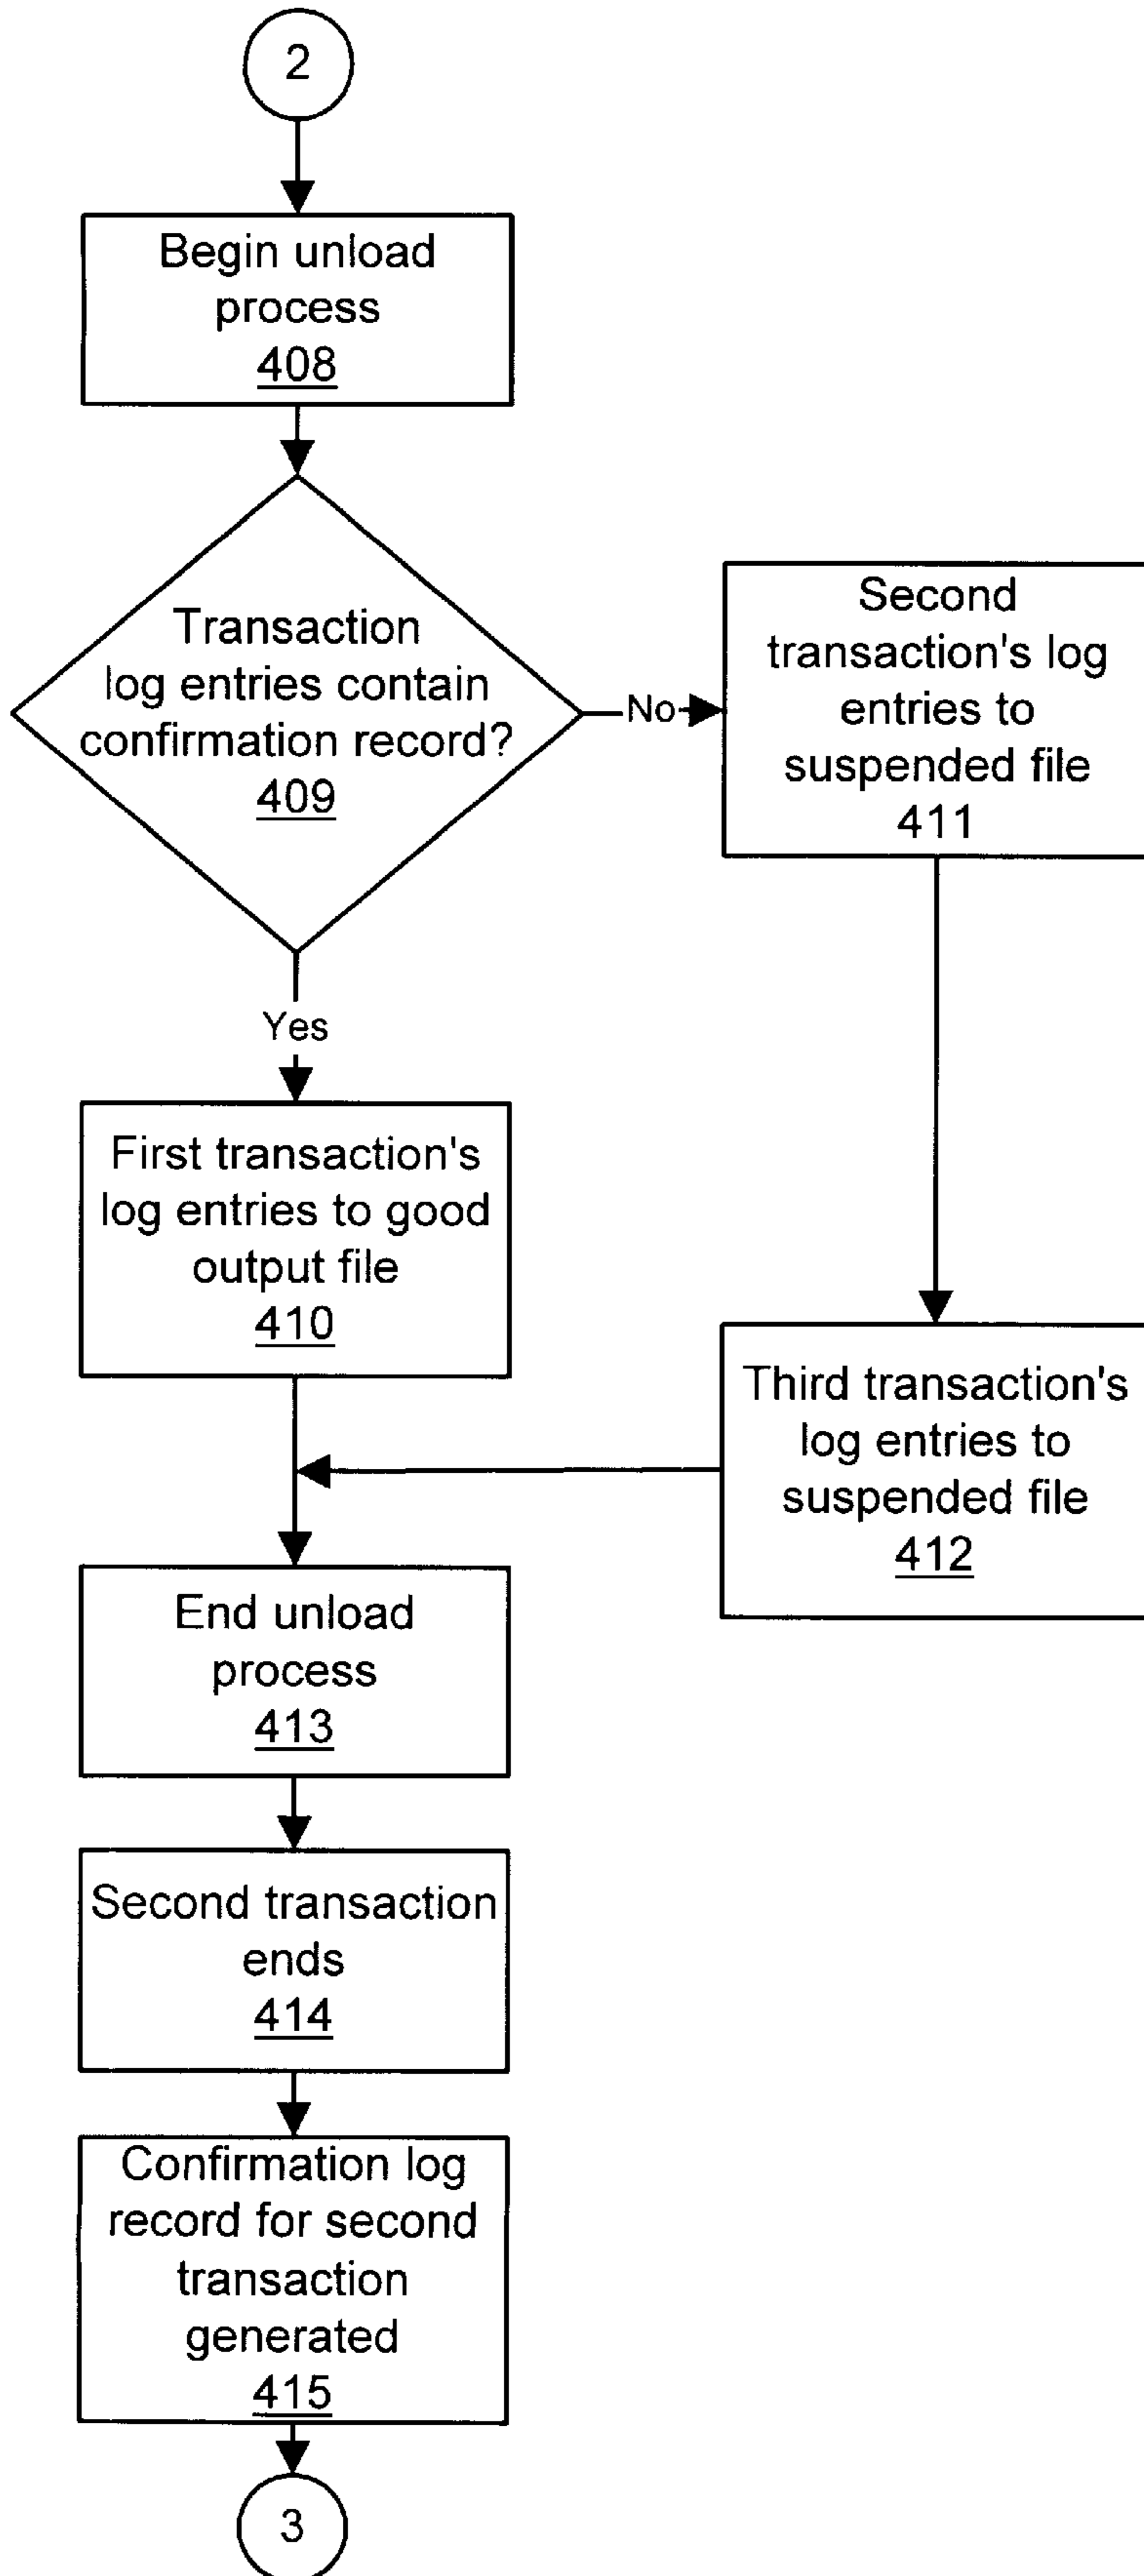 2
Begin unload
process
408
Transaction
log entries contain
confirmation record?
409
No
Second
transaction's log
entries to
suspended file
411
Yes
First transaction's
log entries to good
output file
410
Third transaction's
log entries to
suspended file
412
End unload
process
413
Second transaction
ends
414
Confirmation log
record for second
transaction
generated
415
3